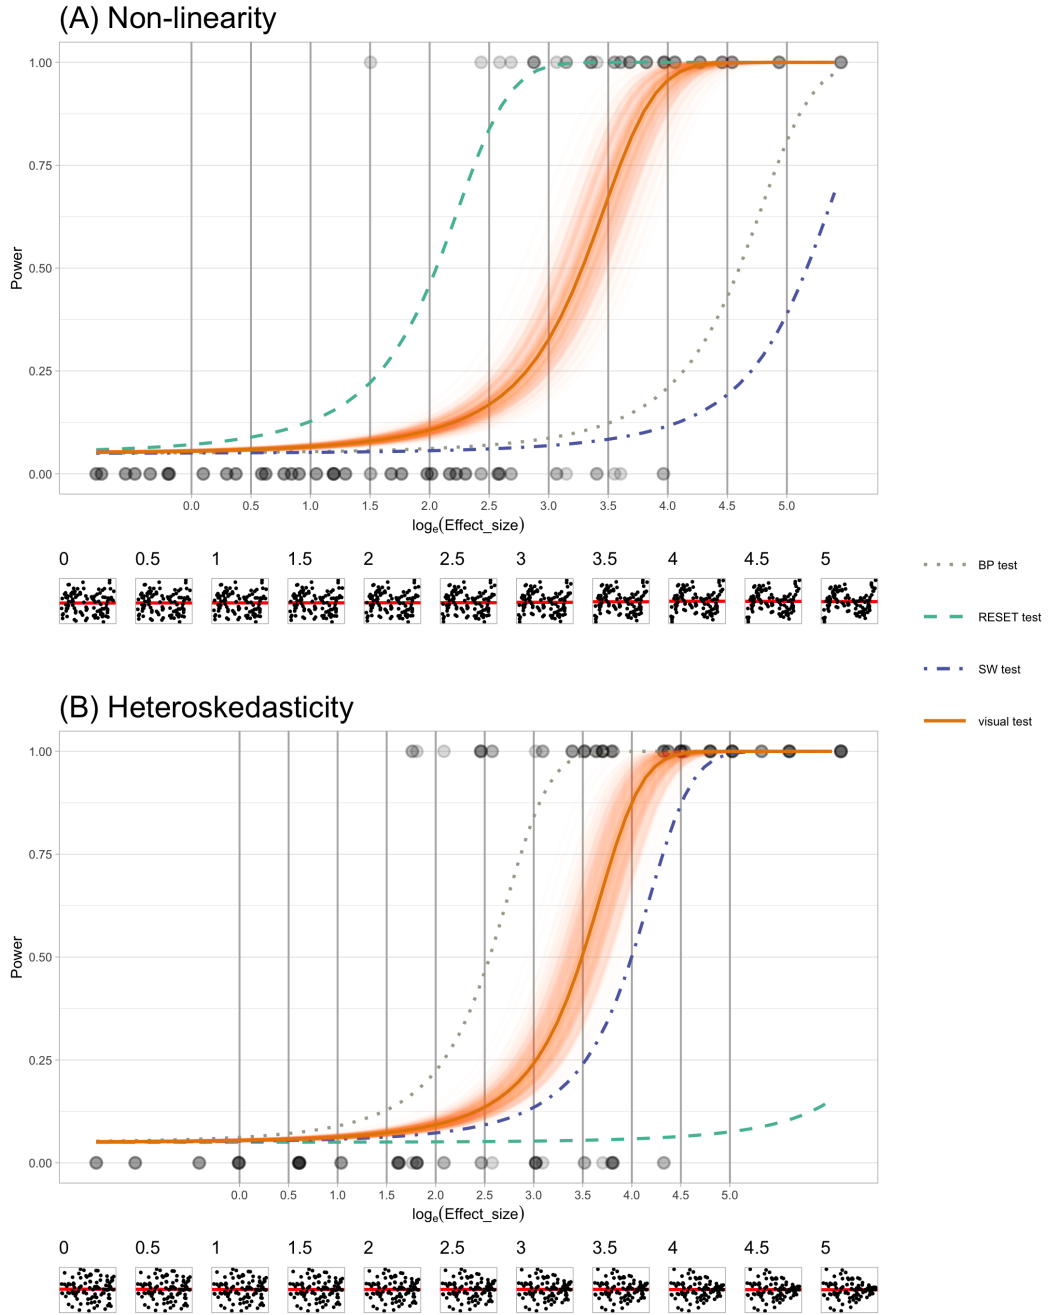 (A) Non-linearity
1.00
0.75
0.50
0.25
0.00
Power
0.0 0.5 1.0 1.5 2.0 2.5 3.0 3.5 4.0 4.5 5.0
logₑ(Effect_size)
0 0.5 1 1.5 2 2.5 3 3.5 4 4.5 5
BP test
RESET test
SW test
visual test
(B) Heteroskedasticity
1.00
0.75
0.50
0.25
0.00
Power
0.0 0.5 1.0 1.5 2.0 2.5 3.0 3.5 4.0 4.5 5.0
logₑ(Effect_size)
0 0.5 1 1.5 2 2.5 3 3.5 4 4.5 5